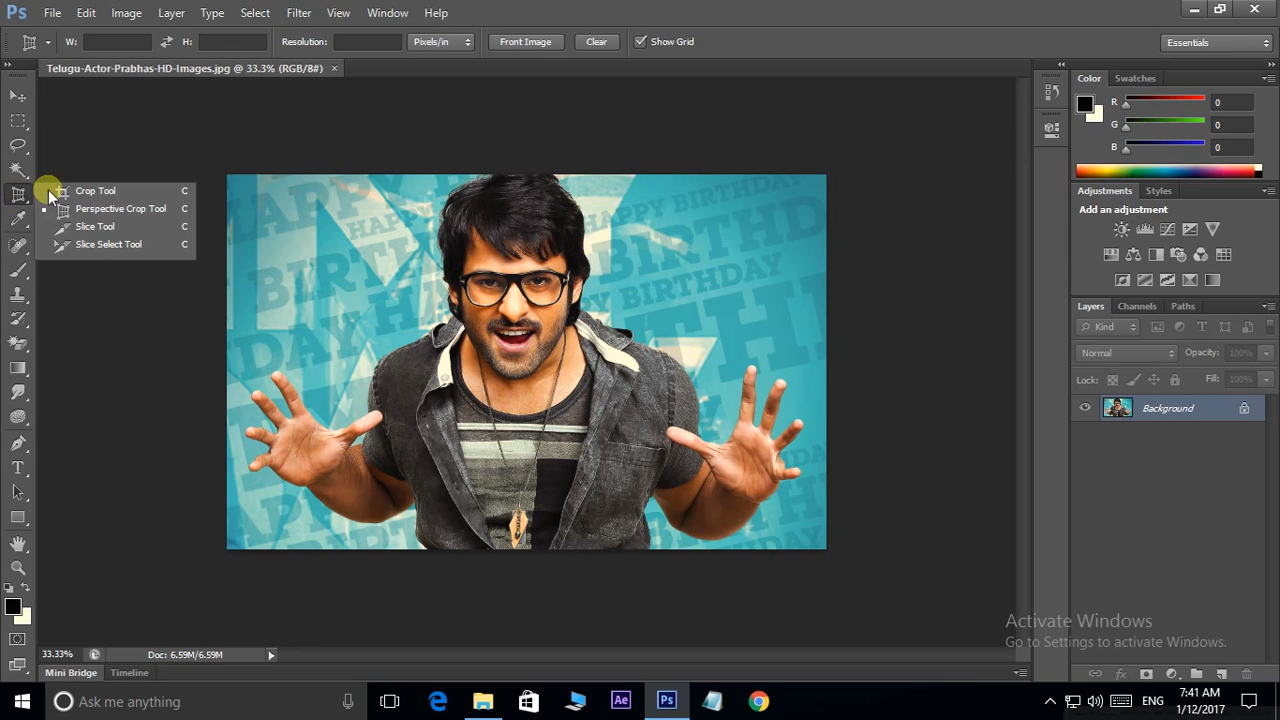 Ps File Edit Image Layer Type Select Filter View Window Help
W: H: Resolution: Pixels/in Front Image Clear Show Grid Essentials
Telugu-Actor-Prabhas-HD-Images.jpg @ 33.3% (RGB/8#) ×
Color Swatches
R 0
G 0
B 0
Crop Tool C
Perspective Crop Tool C
Slice Tool C
Slice Select Tool C
Adjustments Styles
Add an adjustment
Layers Channels Paths
Kind
Normal Opacity: 100%
Lock: Fill: 100%
Background
HAPPY BIRTHDAY
BIRTHDAY
HAPPY BIRTHDAY
Activate Windows
Go to Settings to activate Windows.
33.33% Doc: 6.59M/6.59M
Mini Bridge Timeline
Ask me anything Ae Ps ENG 7:41 AM
1/12/2017